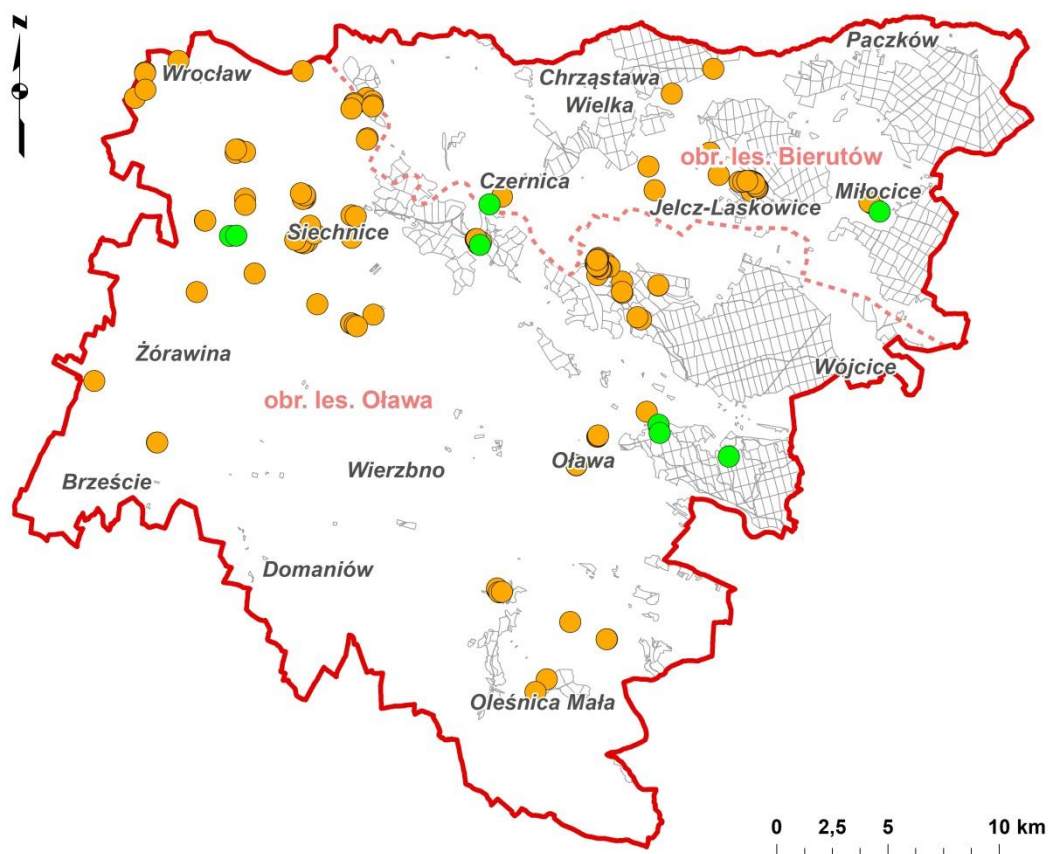 N
Paczków
Wrocław
Chrząstawa
Wielka
obr. les. Bierutów
Czernica
Miłocice
Jelcz-Laskowice
Siechnice
Żórawina
Wójcice
obr. les. Oława
Wierzbno
Oława
Brzeście
Domaniów
Oleśnica Mała
0 2,5 5 10 km